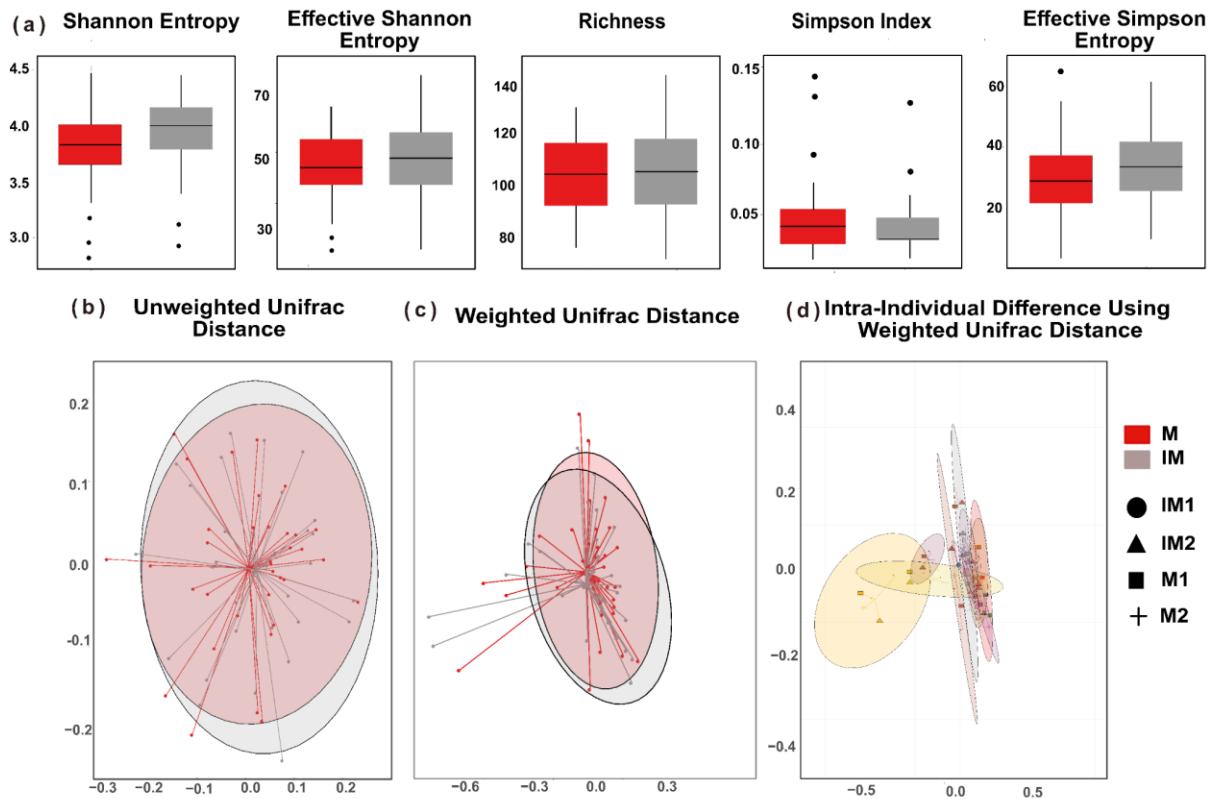 (a)
Shannon Entropy
Effective Shannon
Entropy
Richness
Simpson Index
Effective Simpson
Entropy
4.5
4.0
3.5
3.0
70
50
30
140
120
100
80
0.15
0.05
60
40
20
(b)
Unweighted Unifrac
Distance
(c)
Weighted Unifrac Distance
(d)
Intra-Individual Difference Using
Weighted Unifrac Distance
0.2
0.1
0.0
-0.1
-0.2
−0.3 −0.2 −0.1 0.0 0.1 0.2
−0.6 −0.3 0.0 0.3
0.4
0.2
0.0
−0.2
−0.4
−0.5 0.0 0.5
M
IM
IM1
IM2
M1
M2